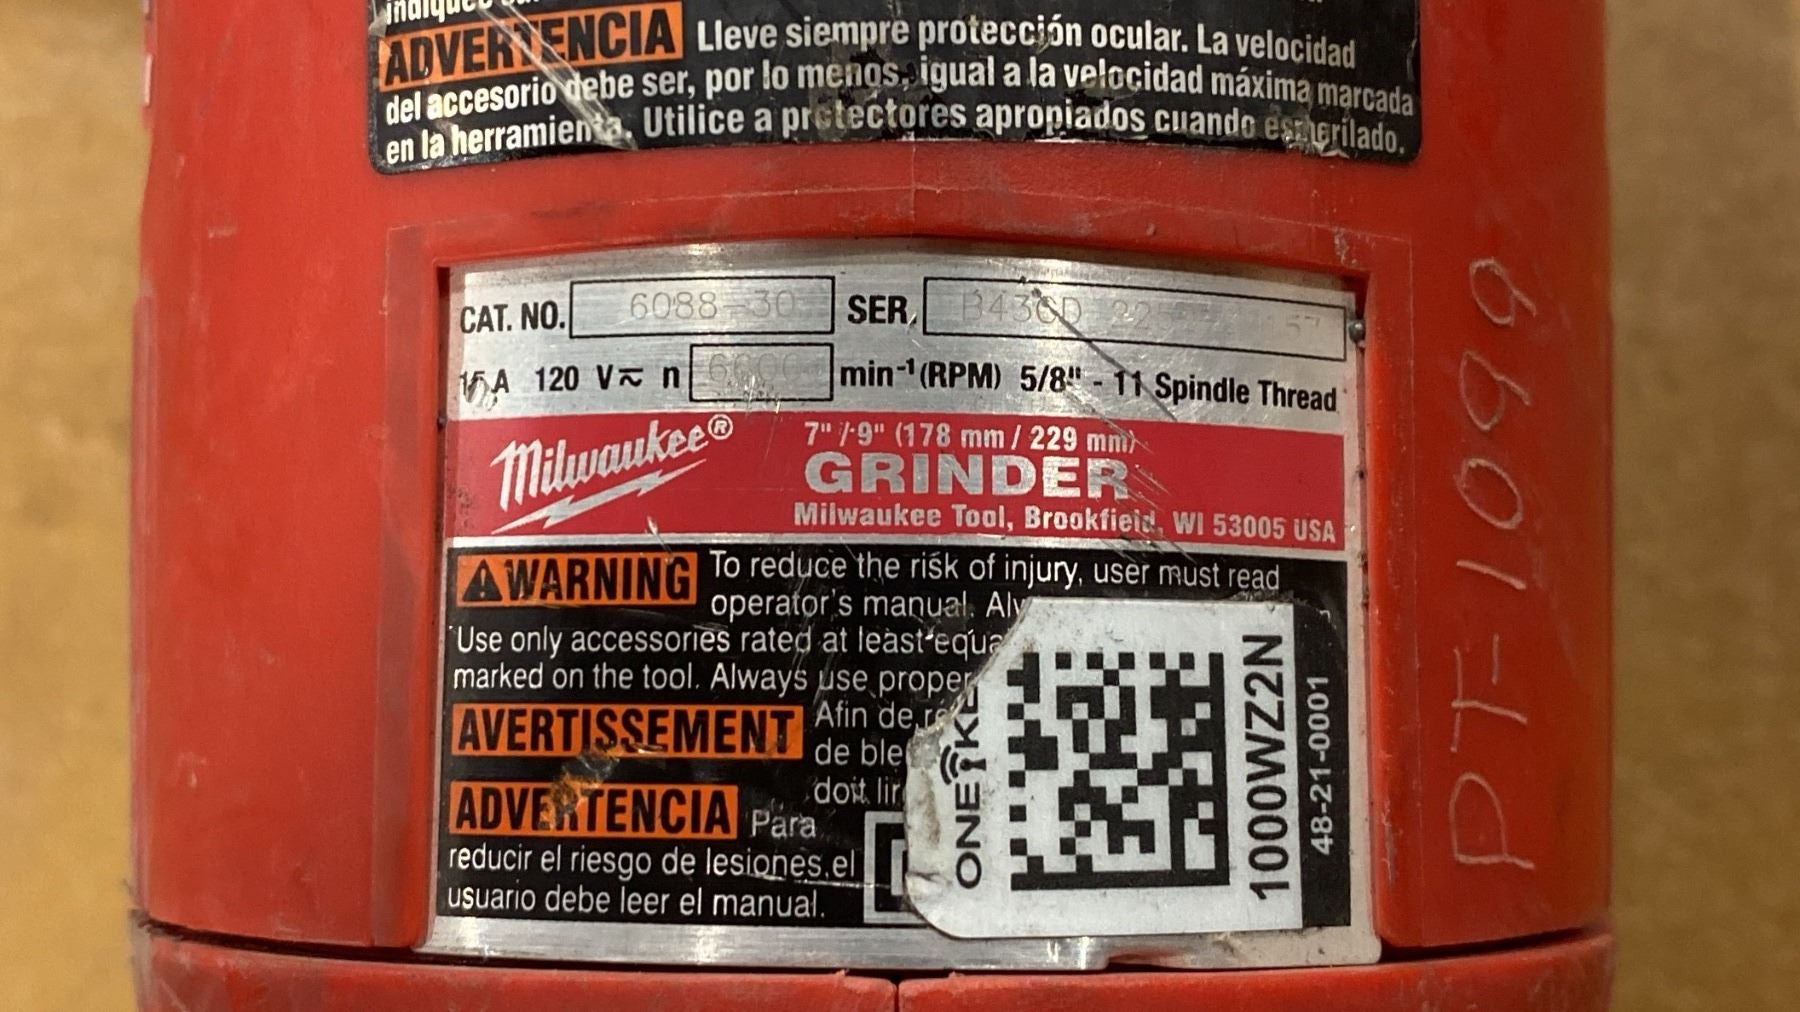 ADVERTENCIA Lleve siempre protección ocular. La velocidad
del accesorio debe ser, por lo menos, igual a la velocidad máxima marcada
en la herramienta. Utilice a protectores apropiados cuando esmerilado.
CAT. NO. 6088-30 SER.
15 A 120 V n min-1 (RPM) 5/8" - 11 Spindle Thread
Milwaukee® 7" / 9" (178 mm / 229 mm)
GRINDER
Milwaukee Tool, Brookfield, WI 53005 USA
WARNING To reduce the risk of injury, user must read
operator's manual.
Use only accessories rated at least
marked on the tool. Always use
AVERTISSEMENT Afin de
de
doit
ADVERTENCIA Para
reducir el riesgo de lesiones, el
usuario debe leer el manual.
1000WZ2N
48-21-0001
PT-1099